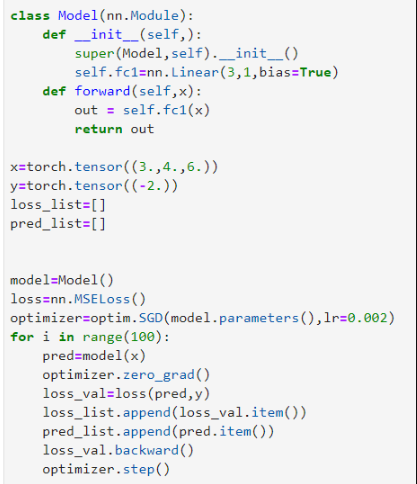 class Model(nn.Module):
    def __init__(self,):
        super(Model,self).__init__()
        self.fc1=nn.Linear(3,1,bias=True)
    def forward(self,x):
        out = self.fc1(x)
        return out
x=torch.tensor((3.,4.,6.))
y=torch.tensor((-2.))
loss_list=[]
pred_list=[]
model=Model()
loss=nn.MSELoss()
optimizer=optim.SGD(model.parameters(),lr=0.002)
for i in range(100):
    pred=model(x)
    optimizer.zero_grad()
    loss_val=loss(pred,y)
    loss_list.append(loss_val.item())
    pred_list.append(pred.item())
    loss_val.backward()
    optimizer.step()